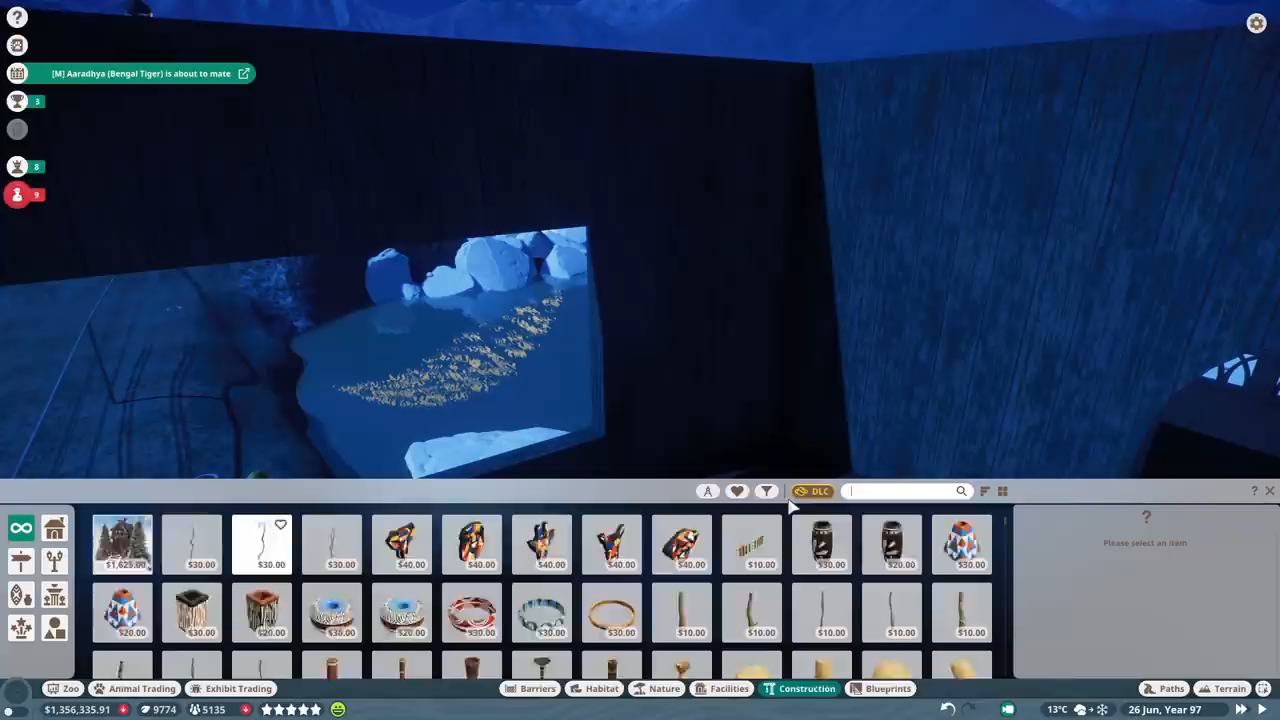 ?
[M] Aaradhya (Bengal Tiger) is about to mate
3
8
9
DLC
?
$1,625.00 $30.00 $30.00 $30.00 $40.00 $40.00 $40.00 $40.00 $40.00 $10.00 $30.00 $20.00 $30.00
?
Please select an item
$20.00 $30.00 $20.00 $30.00 $20.00 $30.00 $30.00 $30.00 $10.00 $10.00 $10.00 $10.00 $10.00
Zoo Animal Trading Exhibit Trading Barriers Habitat Nature Facilities Construction Blueprints Paths Terrain
$1,356,335.91 9774 5135 13°C 26 Jun, Year 97